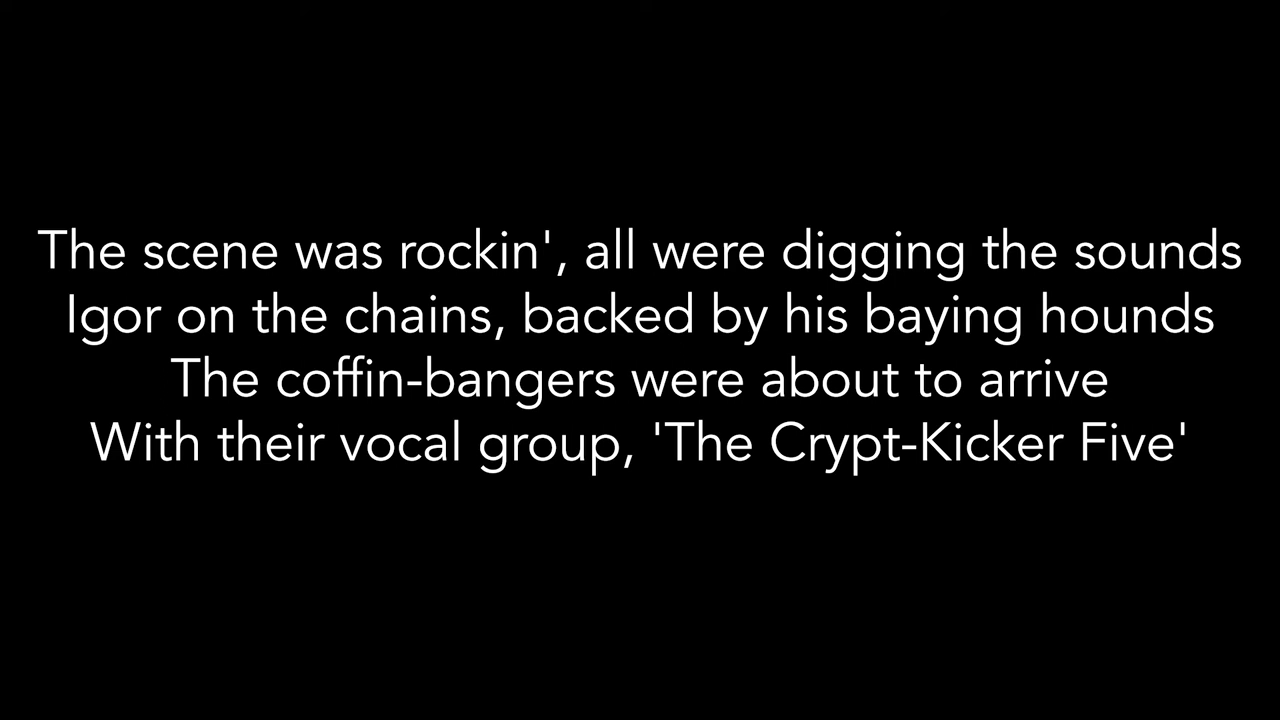 The scene was rockin', all were digging the sounds
Igor on the chains, backed by his baying hounds
The coffin-bangers were about to arrive
With their vocal group, 'The Crypt-Kicker Five'